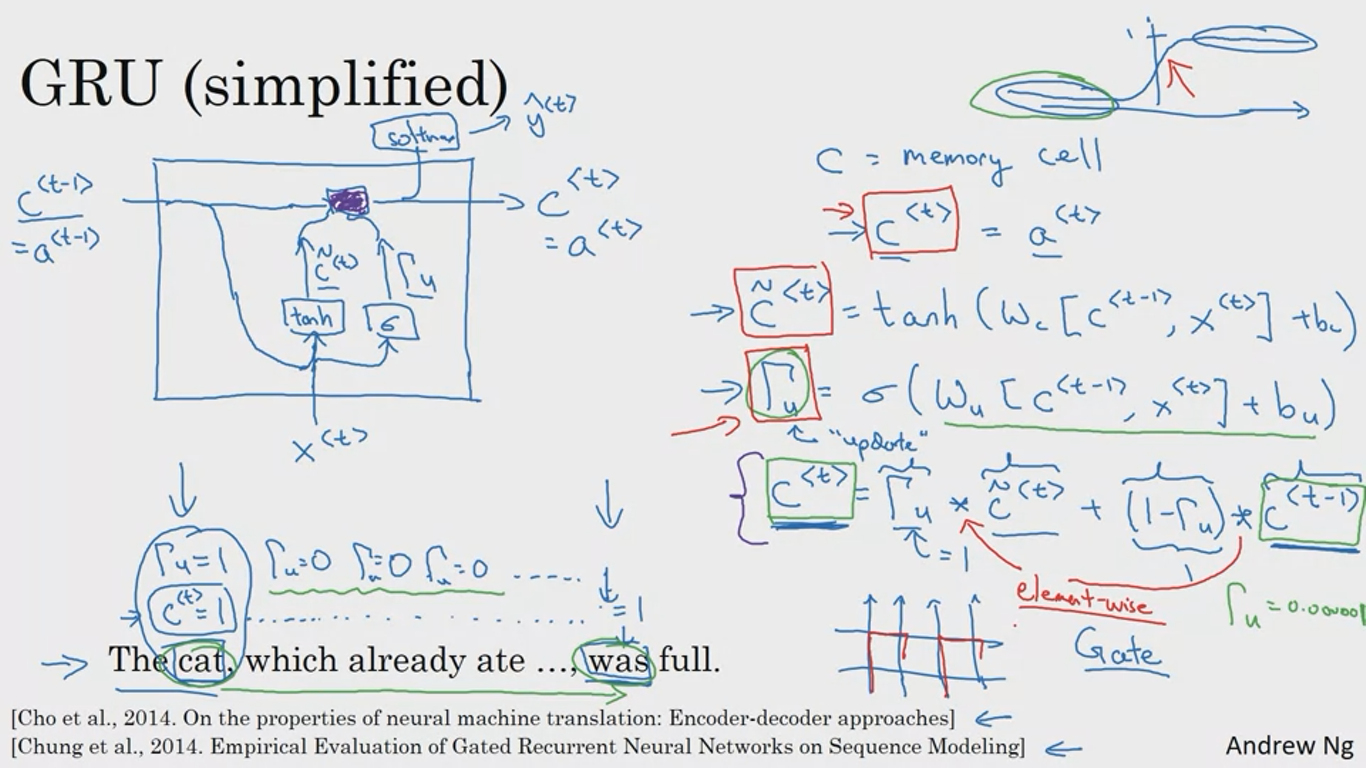 GRU (simplified)
softmax → ŷ^<t>
c^<t-1>
= a^<t-1>
c̃^<t>
Γu
tanh
σ
c^<t>
= a^<t>
x^<t>
1
c = memory cell
→ c^<t> = a^<t>
→ c̃^<t> = tanh (Wc [c^<t-1>, x^<t>] + bc)
→ Γu = σ (Wu [c^<t-1>, x^<t>] + bu)
"update"
c^<t> = Γu * c̃^<t> + (1-Γu) * c^<t-1>
= 1
1
element-wise
Γu = 0.000001
Gate
Γu=1 Γu=0 Γu=0 Γu=0 .....
c^<t>=1 .................... = 1
→ The cat, which already ate …, was full.
[Cho et al., 2014. On the properties of neural machine translation: Encoder-decoder approaches] ←
[Chung et al., 2014. Empirical Evaluation of Gated Recurrent Neural Networks on Sequence Modeling] ←
Andrew Ng